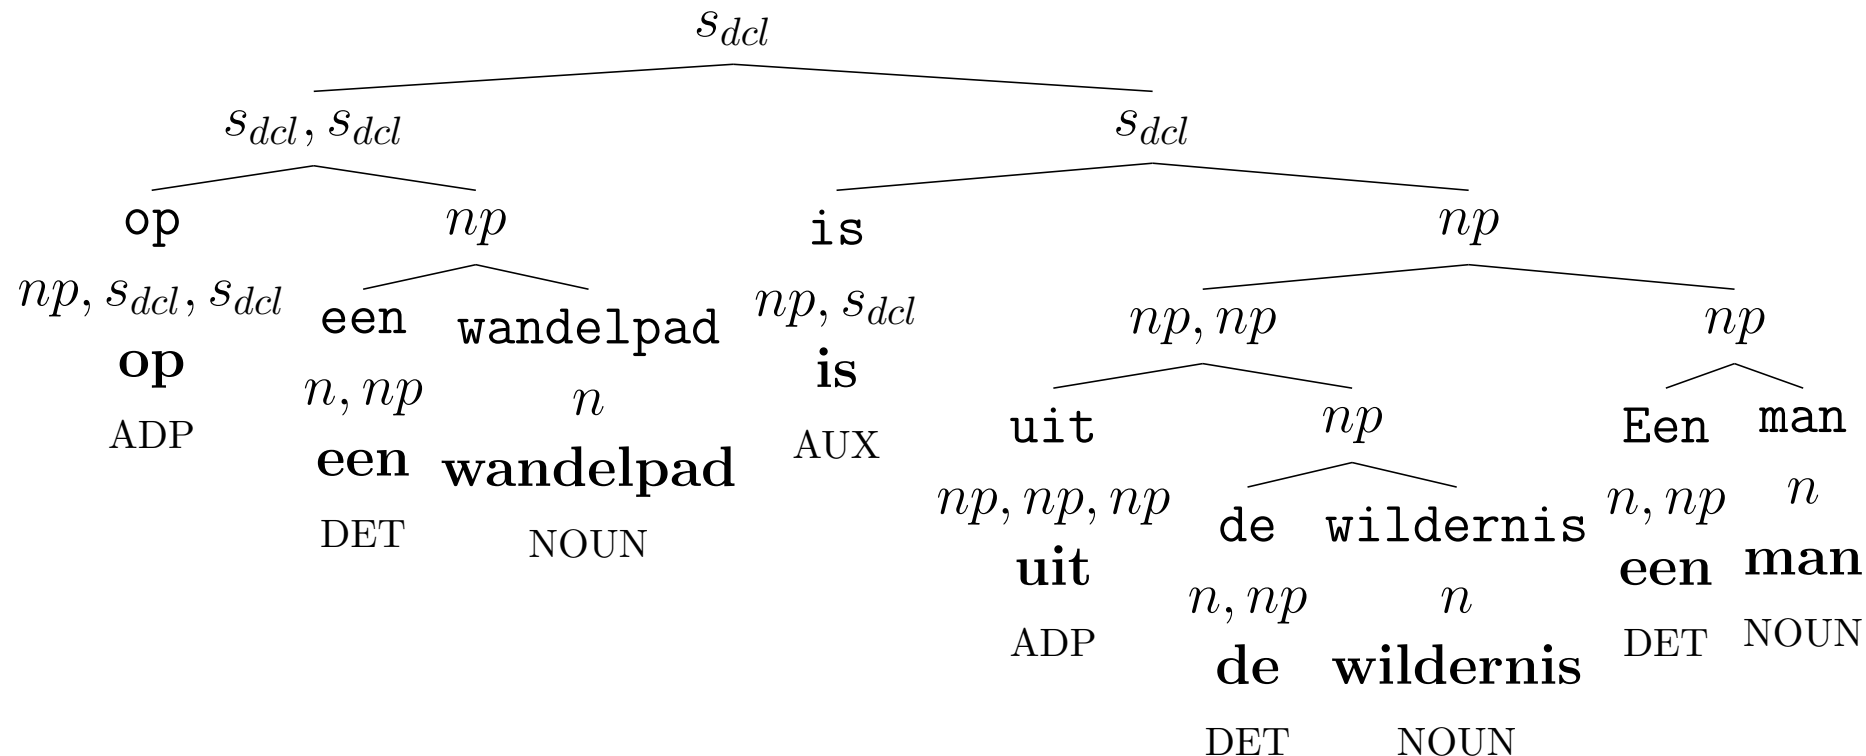 s_dcl
s_dcl, s_dcl s_dcl
op np is np
np, s_dcl, s_dcl een wandelpad np, s_dcl np, np np
op n, np n is uit np Een man
ADP een wandelpad AUX np, np, np de wildernis n, np n
DET NOUN uit n, np n een man
ADP de wildernis DET NOUN
DET NOUN